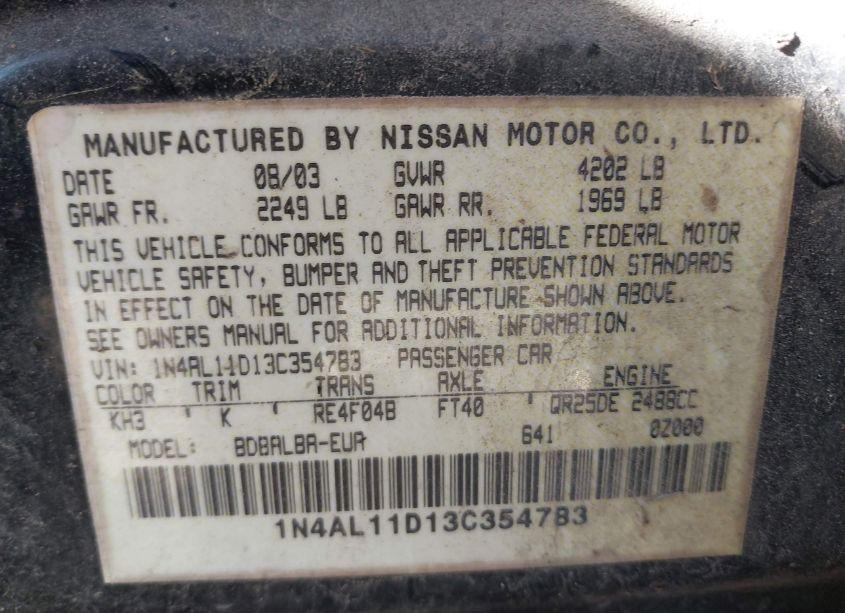 MANUFACTURED BY NISSAN MOTOR CO., LTD.
DATE 08/03 GVWR 4202 LB
GAWR FR. 2249 LB GAWR RR. 1969 LB
THIS VEHICLE CONFORMS TO ALL APPLICABLE FEDERAL MOTOR
VEHICLE SAFETY, BUMPER AND THEFT PREVENTION STANDARDS
IN EFFECT ON THE DATE OF MANUFACTURE SHOWN ABOVE.
SEE OWNERS MANUAL FOR ADDITIONAL INFORMATION.
VIN: 1N4AL11D13C354783 PASSENGER CAR
COLOR TRIM TRANS AXLE ENGINE
KH3 ' K ' RE4F04B FT40 ' QR25DE 2488CC
MODEL: BDBALBA-EUA 641 0Z000
1N4AL11D13C354783